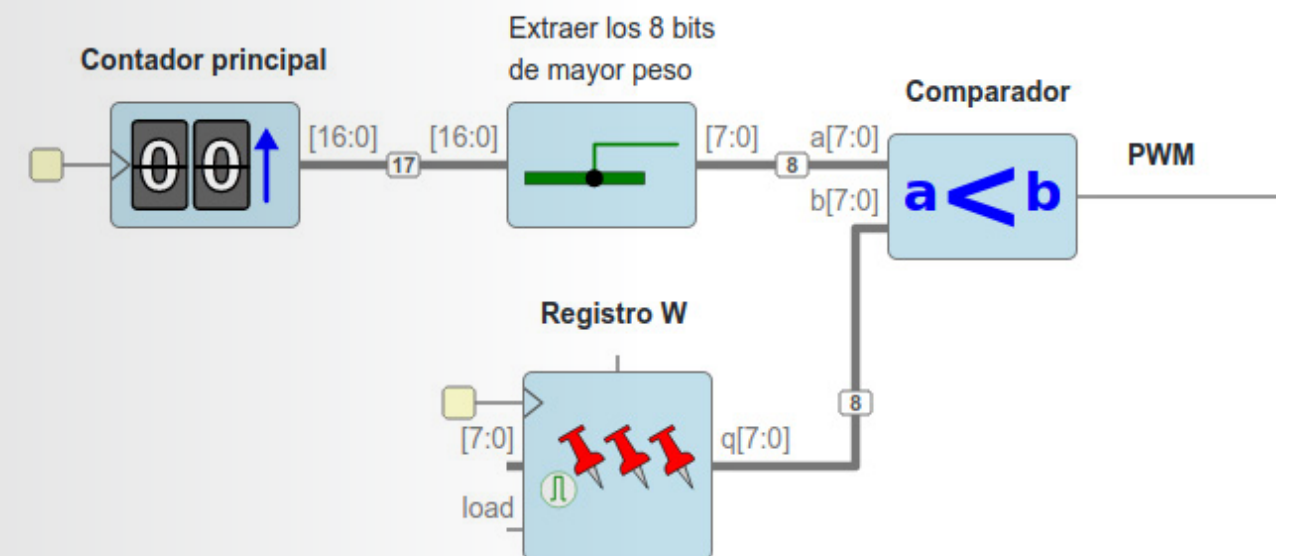 Extraer los 8 bits
de mayor peso
Contador principal
Comparador
[16:0]
17
[16:0]
[7:0]
8
a[7:0]
PWM
00
b[7:0]
a<b
Registro W
8
[7:0]
q[7:0]
load